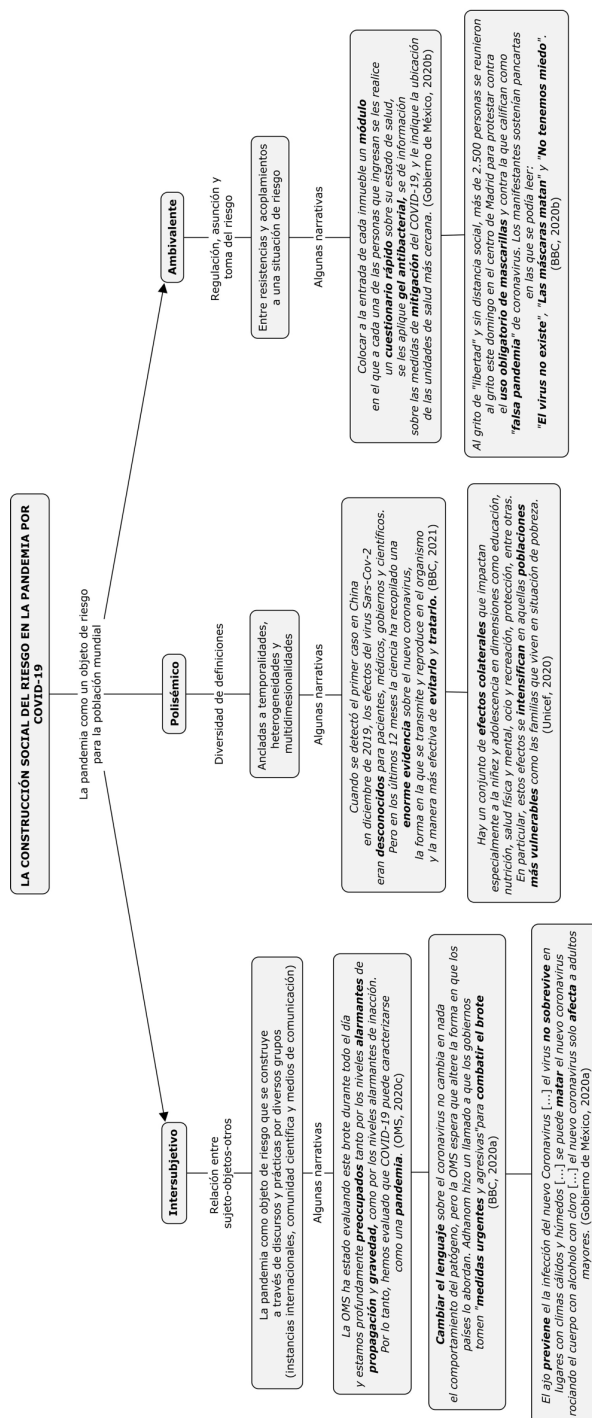 LA CONSTRUCCIÓN SOCIAL DEL RIESGO EN LA PANDEMIA POR
COVID-19
La pandemia como un objeto de riesgo
para la población mundial
Intersubjetivo
Relación entre
sujeto-objetos-otros
La pandemia como objeto de riesgo que se construye
a través de discursos y prácticas por diversos grupos
(instancias internacionales, comunidad científica y medios de comunicación)
Algunas narrativas
La OMS ha estado evaluando este brote durante todo el día
y estamos profundamente preocupados tanto por los niveles alarmantes de
propagación y gravedad, como por los niveles alarmantes de inacción.
Por lo tanto, hemos evaluado que COVID-19 puede caracterizarse
como una pandemia. (OMS, 2020c)
Cambiar el lenguaje sobre el coronavirus no cambia en nada
el comportamiento del patógeno, pero la OMS espera que altere la forma en que los
países lo abordan. Adhanom hizo un llamado a que los gobiernos
tomen "medidas urgentes y agresivas"para combatir el brote
(BBC, 2020a)
El ajo previene el la infección del nuevo Coronavirus [...] el virus no sobrevive en
lugares con climas cálidos y húmedos [...] se puede matar el nuevo coronavirus
rociando el cuerpo con alcoholo con cloro [...] el nuevo coronavirus solo afecta a adultos
mayores. (Gobierno de México, 2020a)
Polisémico
Diversidad de definiciones
Ancladas a temporalidades,
heterogeneidades y
multidimesionalidades
Algunas narrativas
Cuando se detectó el primer caso en China
en diciembre de 2019, los efectos del virus Sars-Cov-2
eran desconocidos para pacientes, médicos, gobiernos y científicos.
Pero en los últimos 12 meses la ciencia ha recopilado una
enorme evidencia sobre el nuevo coronavirus,
la forma en la que se transmite y reproduce en el organismo
y la manera más efectiva de evitarlo y tratarlo. (BBC, 2021)
Hay un conjunto de efectos colaterales que impactan
especialmente a la niñez y adolescencia en dimensiones como educación,
nutrición, salud física y mental, ocio y recreación, protección, entre otras.
En particular, estos efectos se intensifican en aquellas poblaciones
más vulnerables como las familias que viven en situación de pobreza.
(Unicef, 2020)
Ambivalente
Regulación, asunción y
toma del riesgo
Entre resistencias y acoplamientos
a una situación de riesgo
Algunas narrativas
Colocar a la entrada de cada inmueble un módulo
en el que a cada una de las personas que ingresan se les realice
un cuestionario rápido sobre su estado de salud,
se les aplique gel antibacterial, se dé información
sobre las medidas de mitigación del COVID-19, y le indique la ubicación
de las unidades de salud más cercana. (Gobierno de México, 2020b)
Al grito de "libertad" y sin distancia social, más de 2.500 personas se reunieron
al grito este domingo en el centro de Madrid para protestar contra
el uso obligatorio de mascarillas y contra la que califican como
"falsa pandemia" de coronavirus. Los manifestantes sostenían pancartas
en las que se podía leer:
"El virus no existe", "Las máscaras matan" y "No tenemos miedo".
(BBC, 2020b)